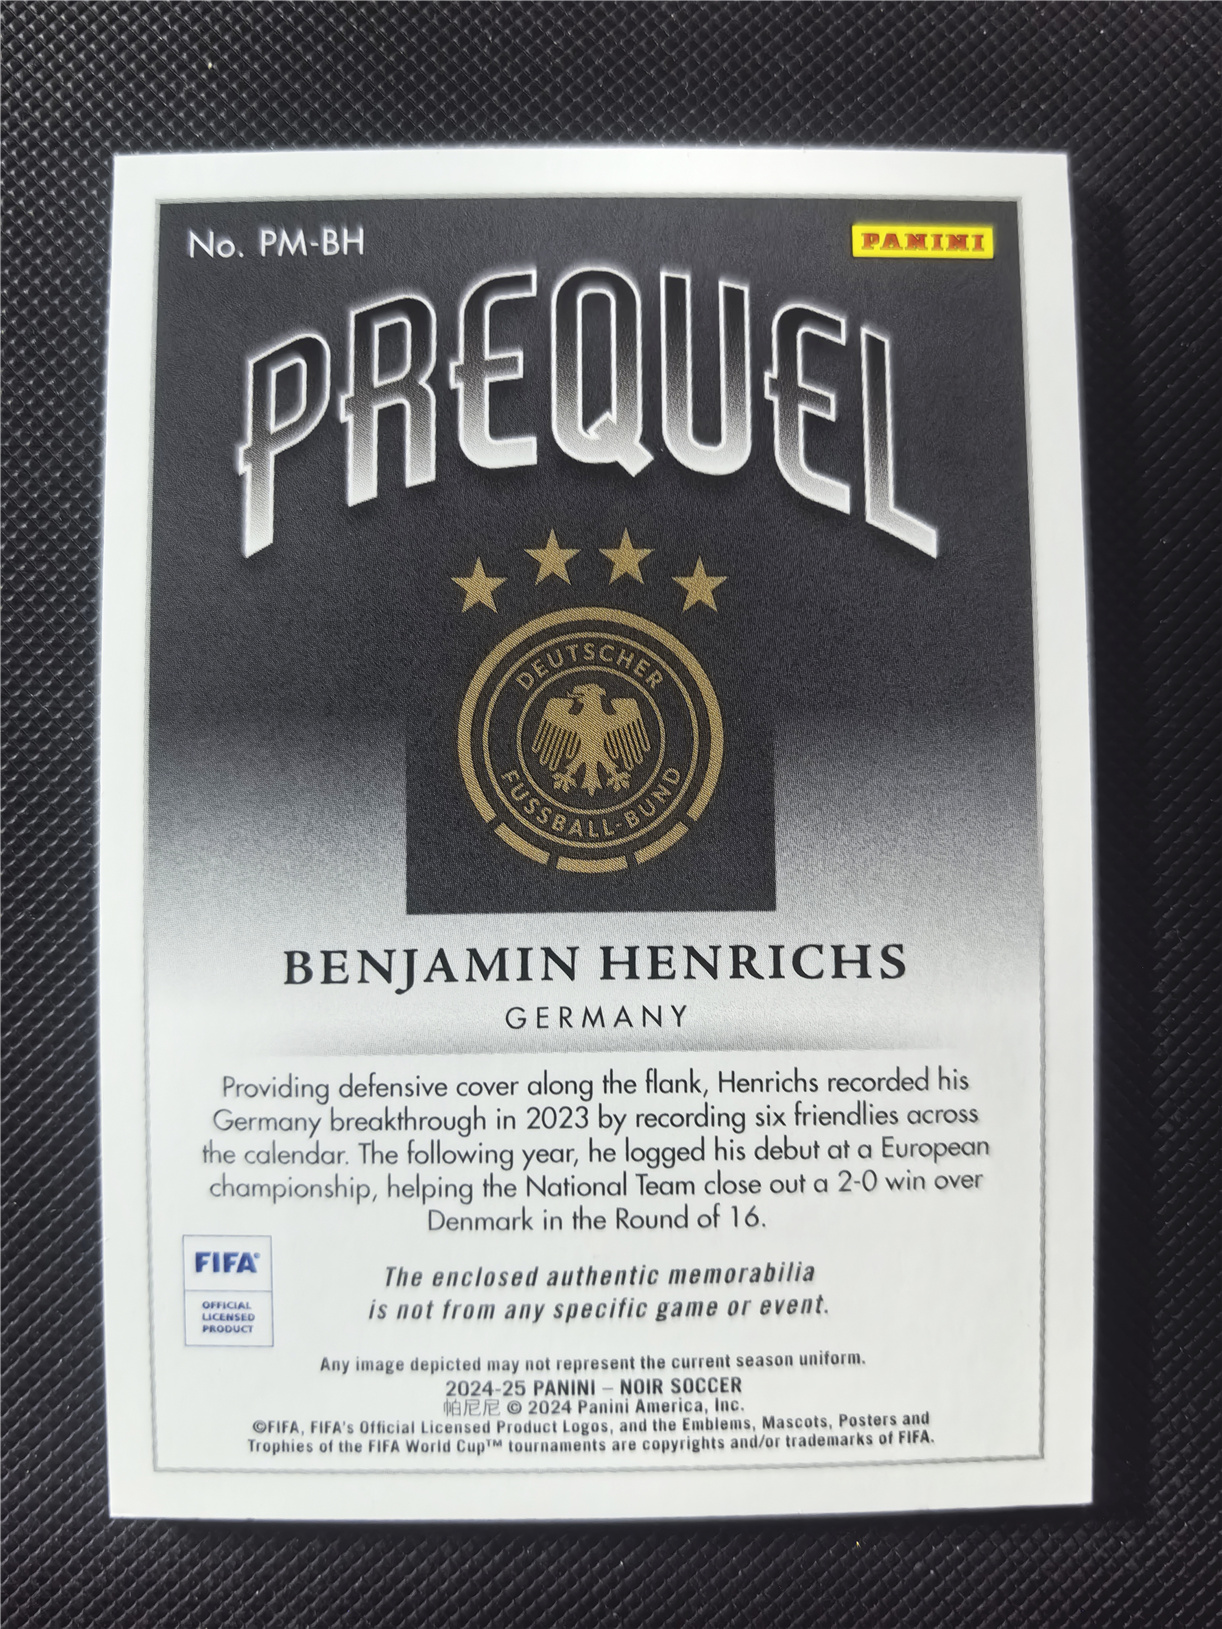 No. PM-BH
PANINI
PREQUEL
DEUTSCHER
FUSSBALL-BUND
BENJAMIN HENRICHS
GERMANY
Providing defensive cover along the flank, Henrichs recorded his
Germany breakthrough in 2023 by recording six friendlies across
the calendar. The following year, he logged his debut at a European
championship, helping the National Team close out a 2-0 win over
Denmark in the Round of 16.
FIFA®
OFFICIAL
LICENSED
PRODUCT
The enclosed authentic memorabilia
is not from any specific game or event.
Any image depicted may not represent the current season uniform.
2024-25 PANINI – NOIR SOCCER
帕尼尼 © 2024 Panini America, Inc.
©FIFA, FIFA's Official Licensed Product Logos, and the Emblems, Mascots, Posters and
Trophies of the FIFA World Cup™ tournaments are copyrights and/or trademarks of FIFA.